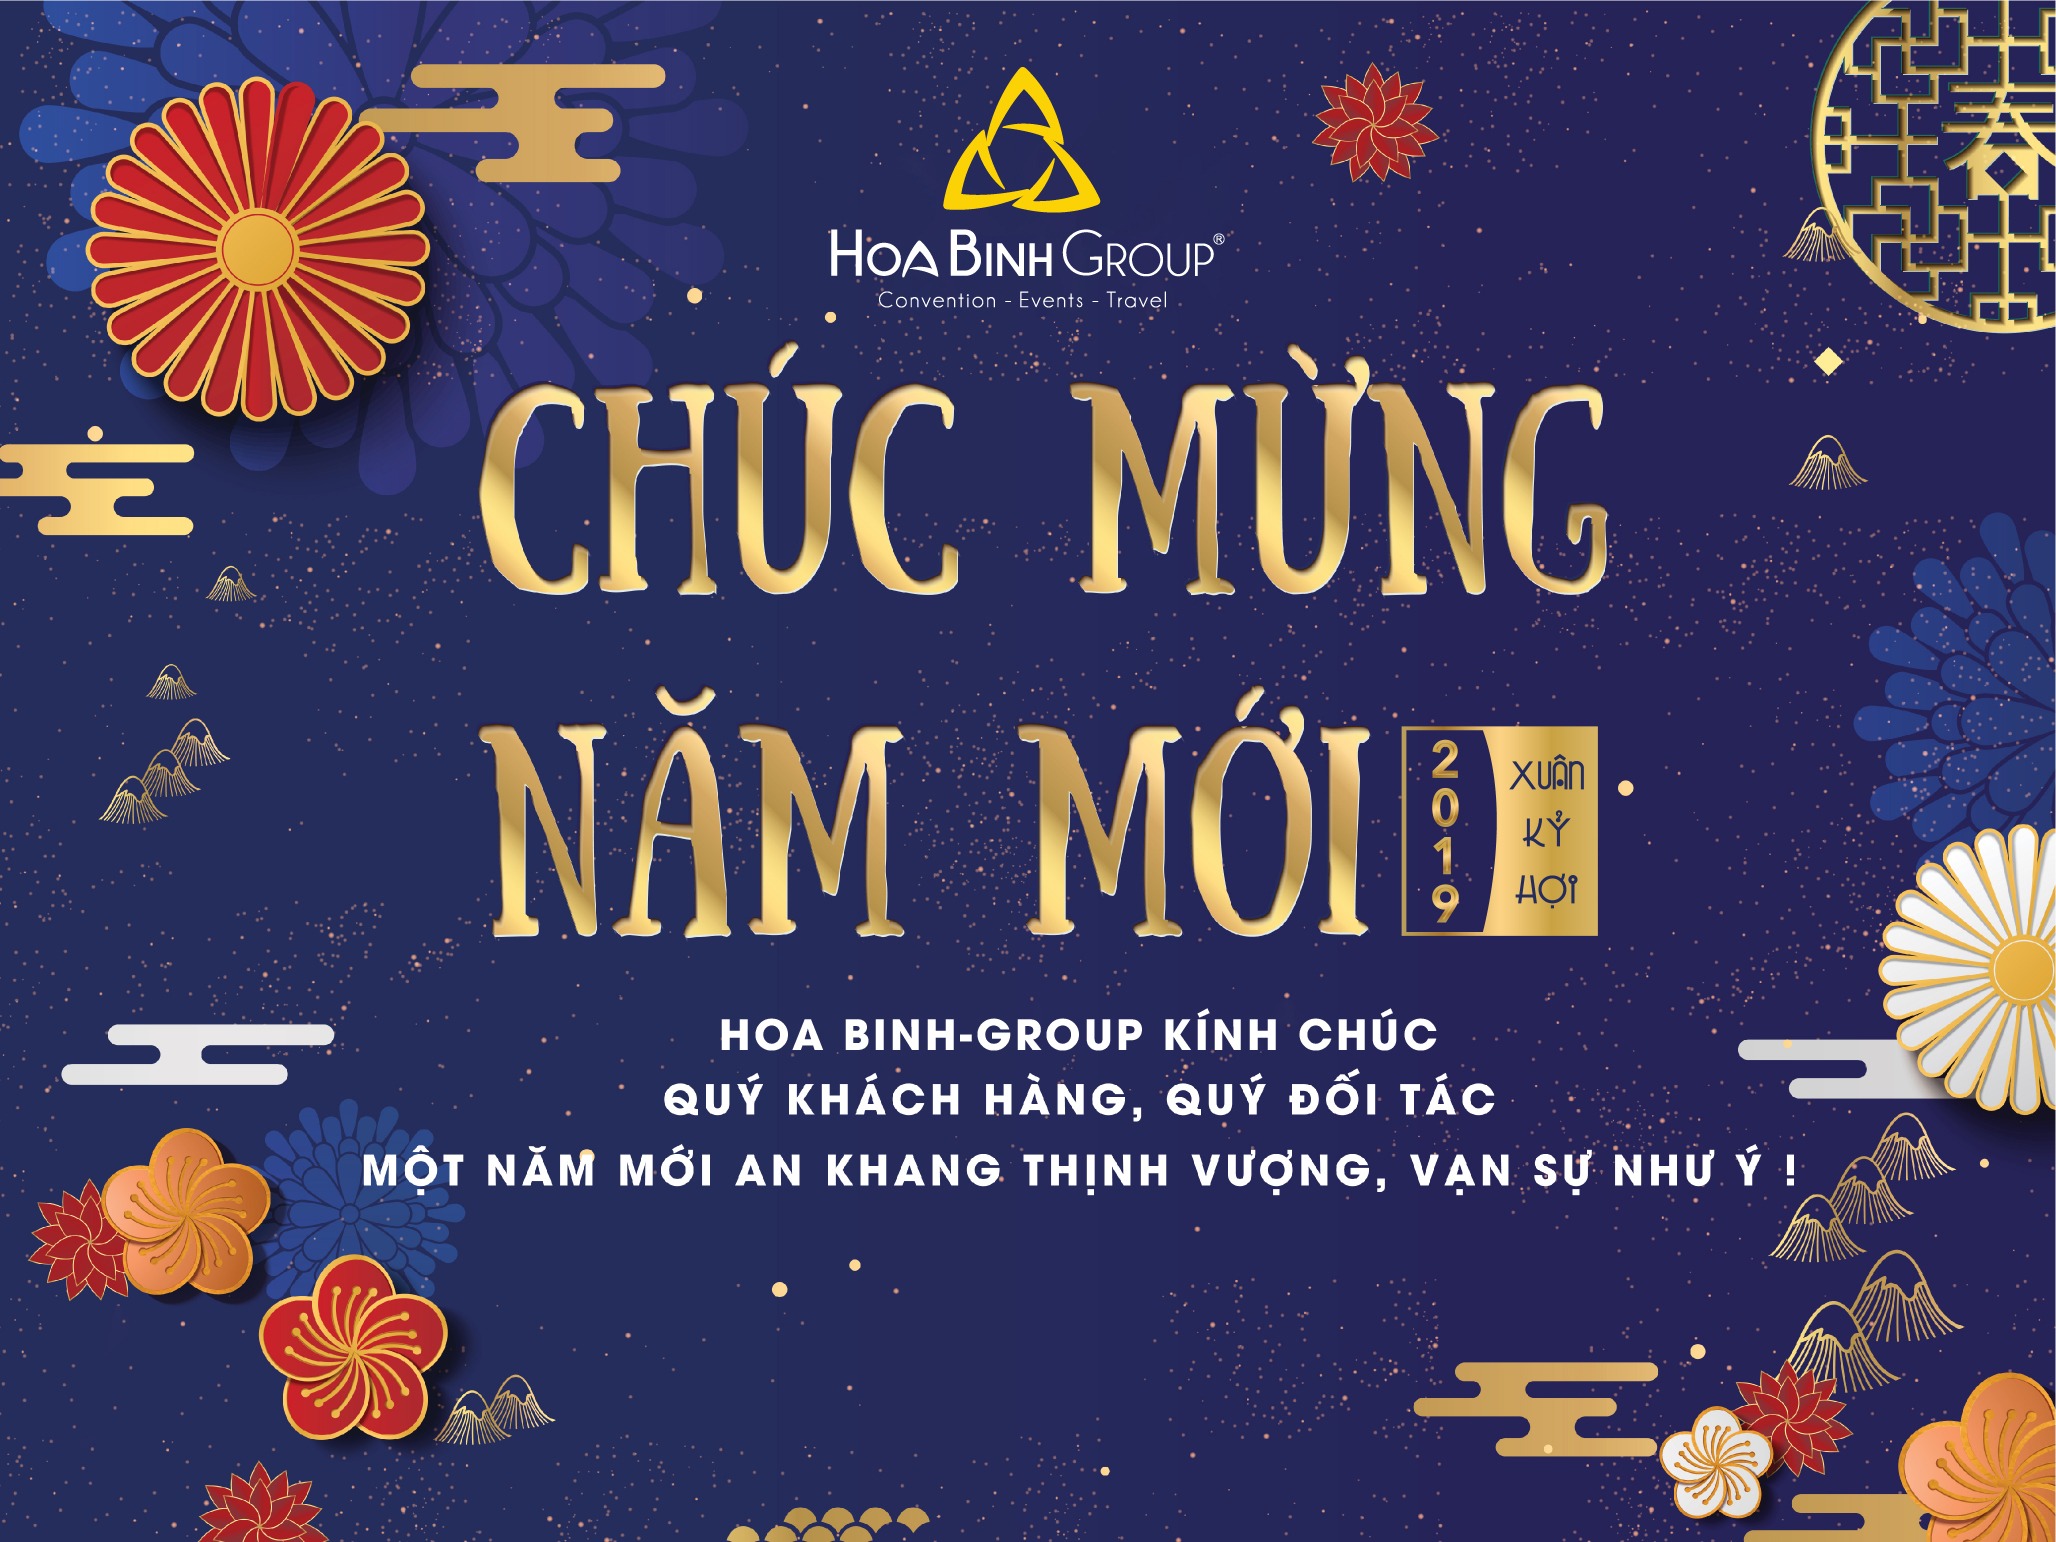 春
HOA BINH GROUP®
Convention - Events - Travel
CHÚC MỪNG
NĂM MỚI
2019
XUÂN
KỶ
HỢI
HOA BINH-GROUP KÍNH CHÚC
QUÝ KHÁCH HÀNG, QUÝ ĐỐI TÁC
MỘT NĂM MỚI AN KHANG THỊNH VƯỢNG, VẠN SỰ NHƯ Ý !